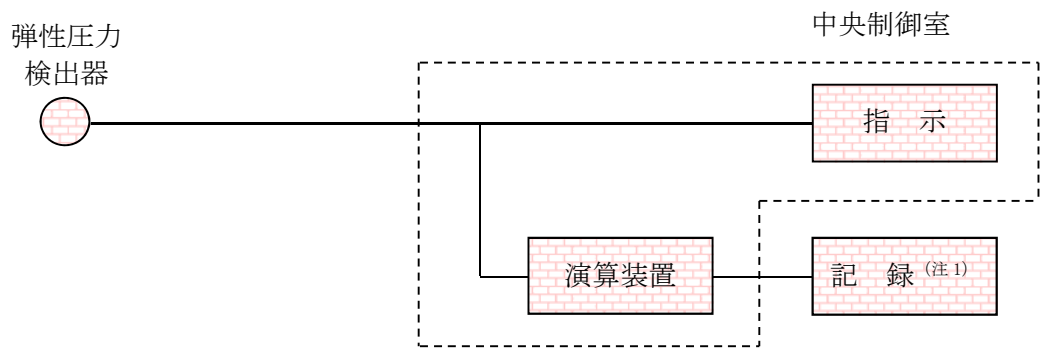 弾性圧力
検出器
中央制御室
指　示
演算装置
記　録 (注 1)